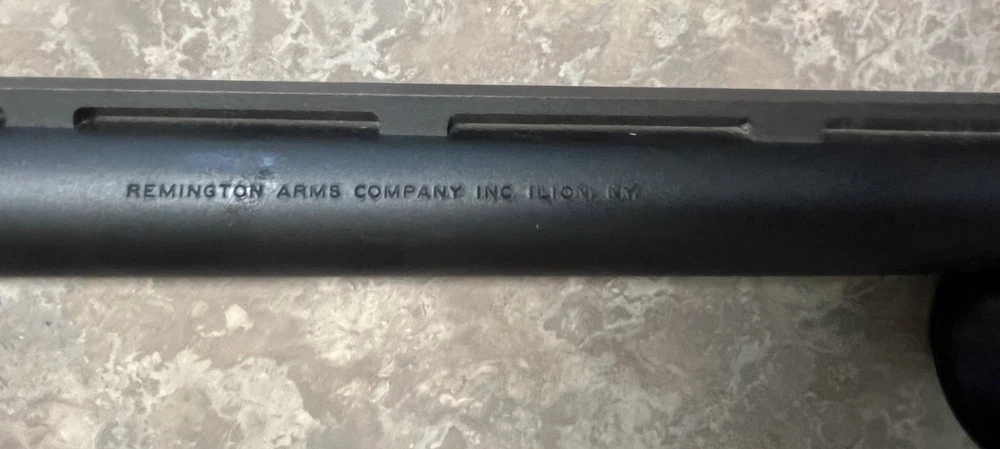 REMINGTON ARMS COMPANY INC. ILION, N.Y.